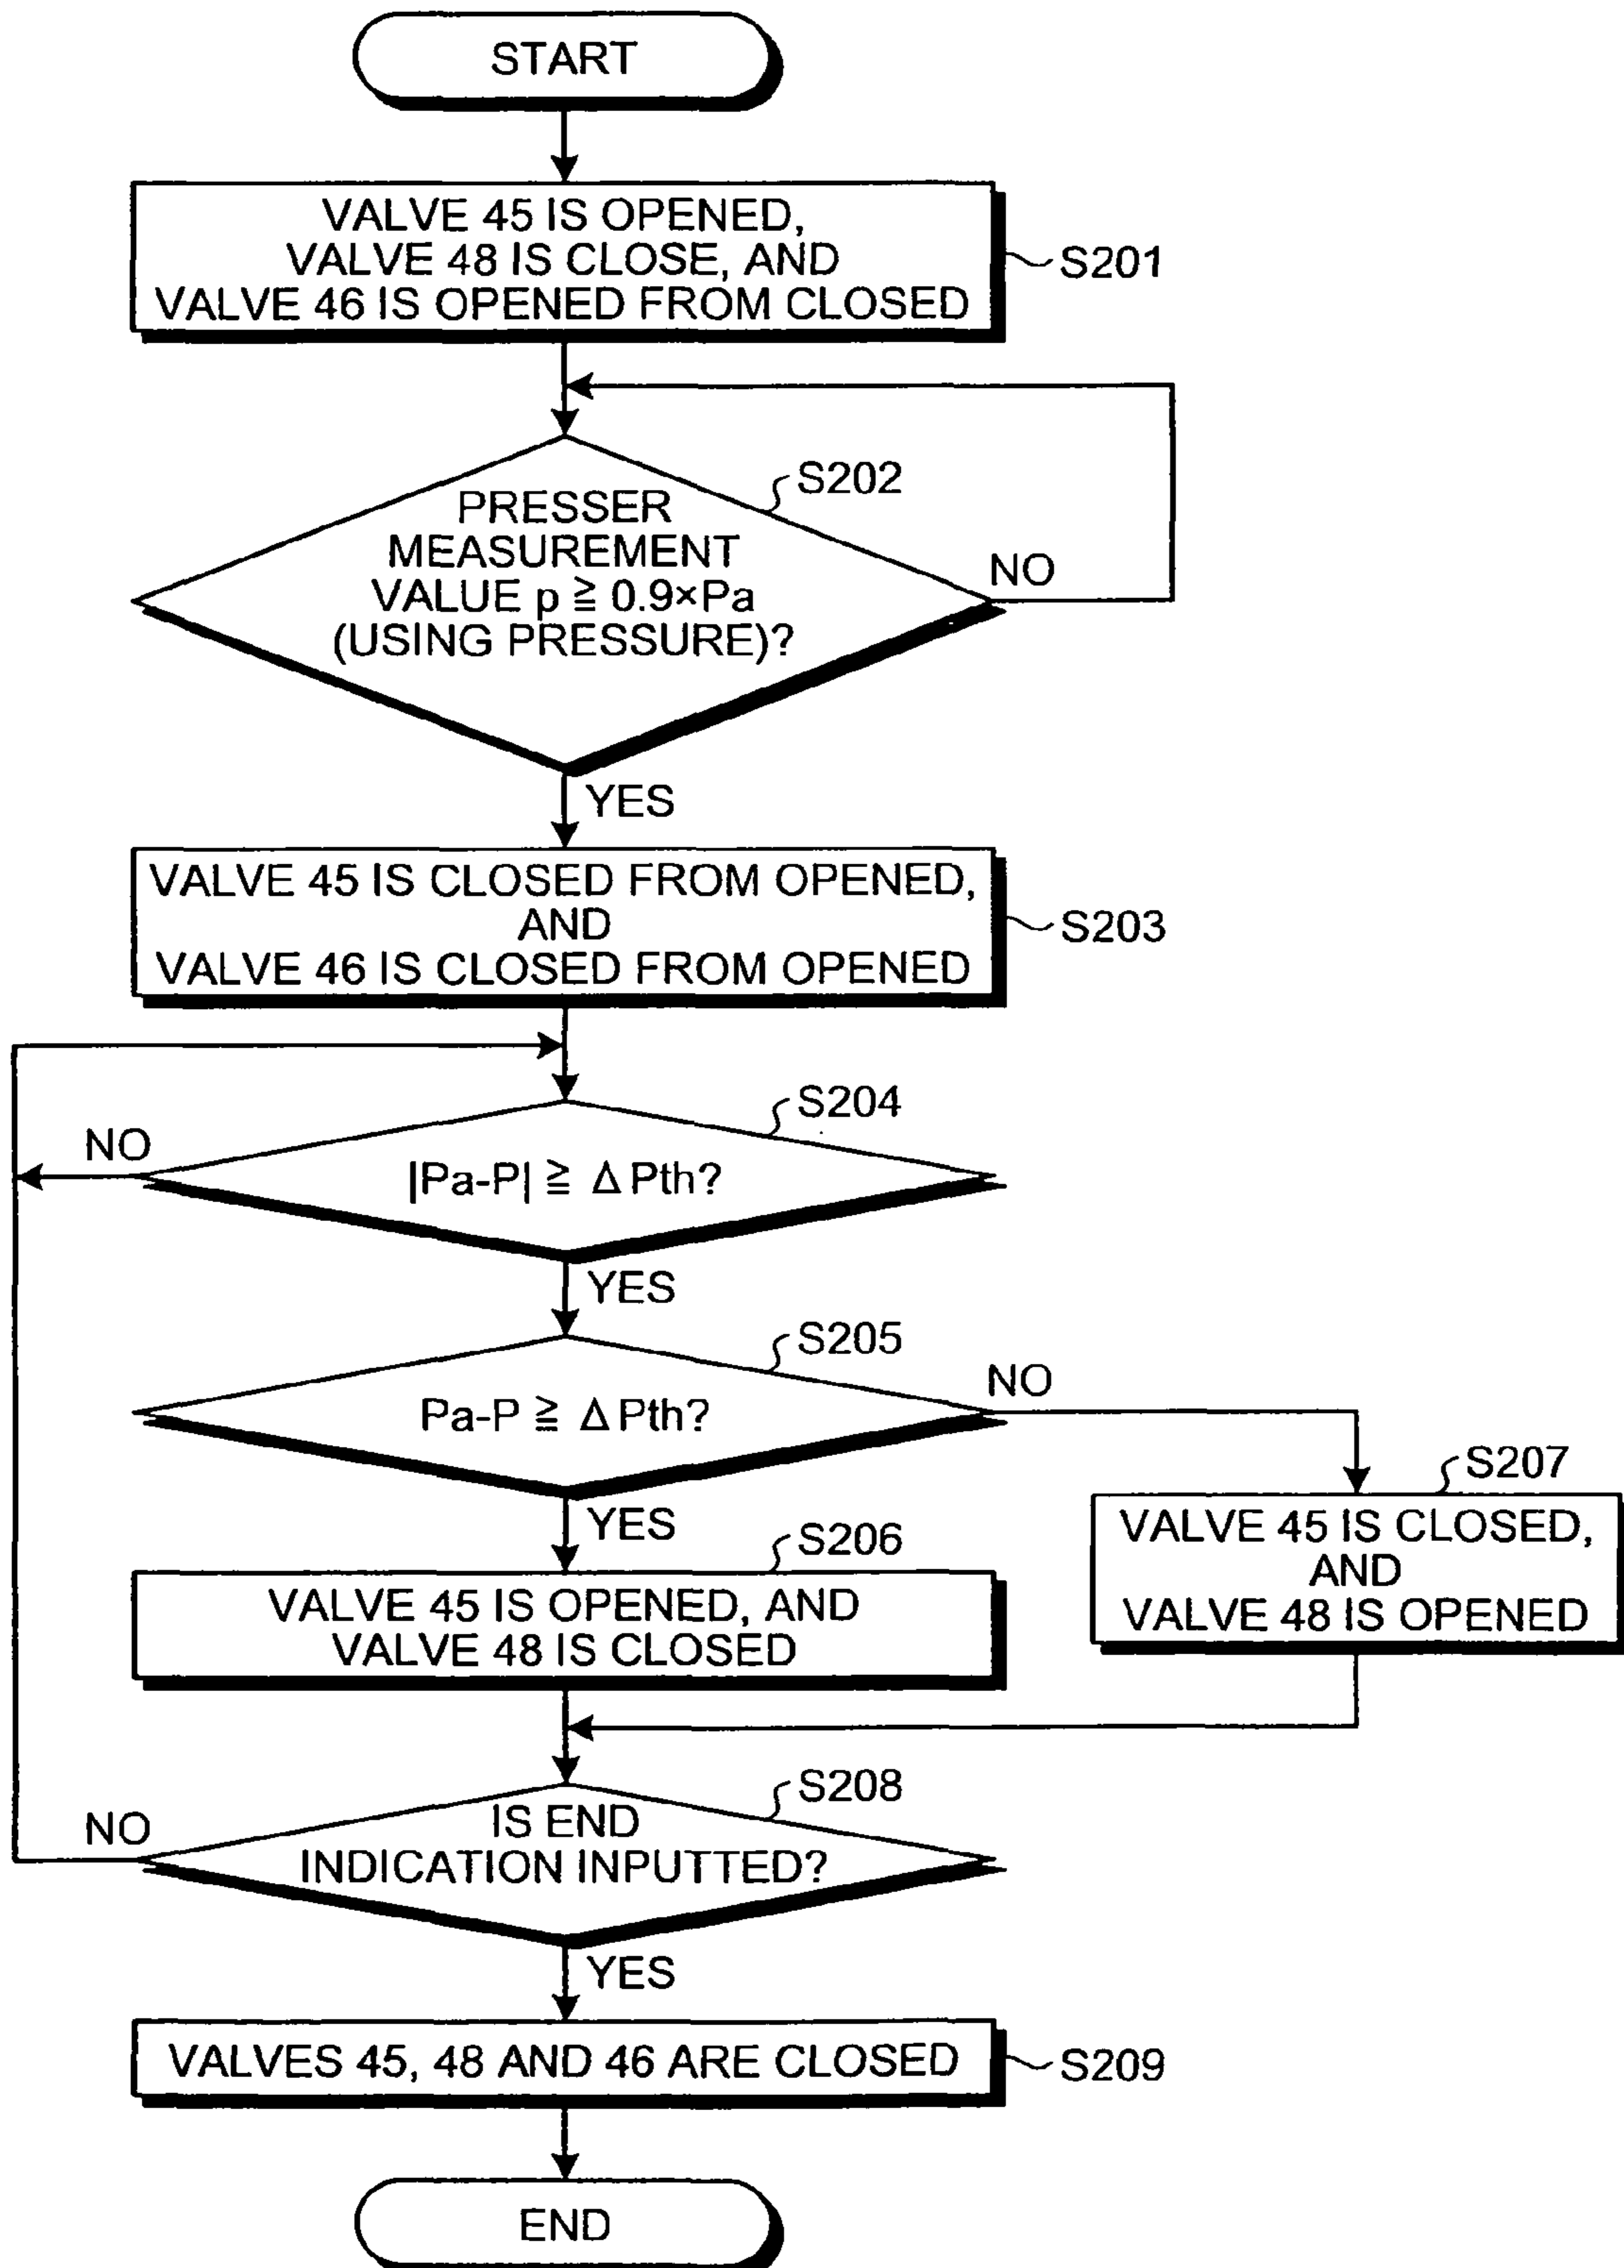 START
VALVE 45 IS OPENED,
VALVE 48 IS CLOSE, AND
VALVE 46 IS OPENED FROM CLOSED
S201
S202
PRESSER
MEASUREMENT
VALUE p ≧ 0.9×Pa
(USING PRESSURE)?
NO
YES
VALVE 45 IS CLOSED FROM OPENED,
AND
VALVE 46 IS CLOSED FROM OPENED
S203
S204
NO
|Pa-P| ≧ Δ Pth?
YES
S205
NO
Pa-P ≧ Δ Pth?
YES
S206
VALVE 45 IS OPENED, AND
VALVE 48 IS CLOSED
S207
VALVE 45 IS CLOSED,
AND
VALVE 48 IS OPENED
S208
NO
IS END
INDICATION INPUTTED?
YES
VALVES 45, 48 AND 46 ARE CLOSED
S209
END